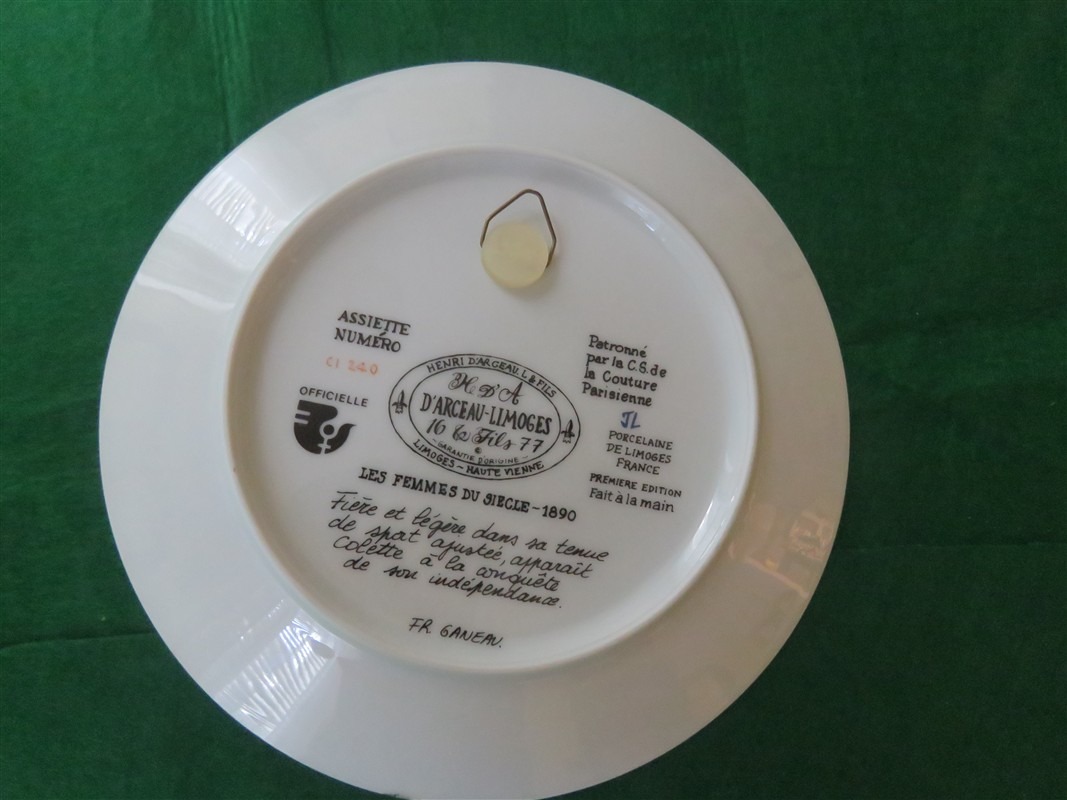 ASSIETTE
NUMÉRO
CI 240
OFFICIELLE
HENRI D'ARCEAU L & FILS
H D'A
D'ARCEAU-LIMOGES
16 & Fils 77
- GARANTIE D'ORIGINE -
LIMOGES - HAUTE VIENNE
Patronné
par la C.S. de
la Couture
Parisienne
JL
PORCELAINE
DE LIMOGES
FRANCE
PREMIERE EDITION
Fait à la main
LES FEMMES DU SIECLE - 1890
Fière et légère dans sa tenue
de spat ajustée, apparaît
Colette à la conquête
de son indépendance.
FR. GANEAU.